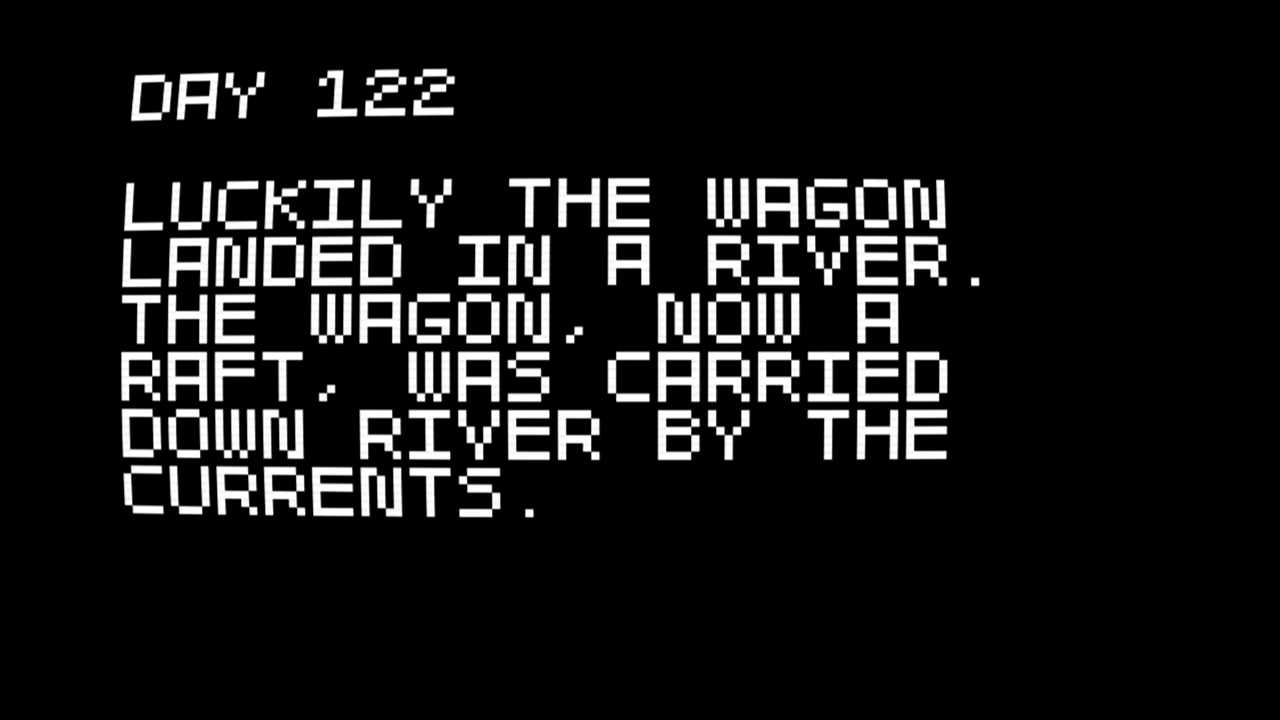 DAY 122
LUCKILY THE WAGON
LANDED IN A RIVER.
THE WAGON, NOW A
RAFT, WAS CARRIED
DOWN RIVER BY THE
CURRENTS.